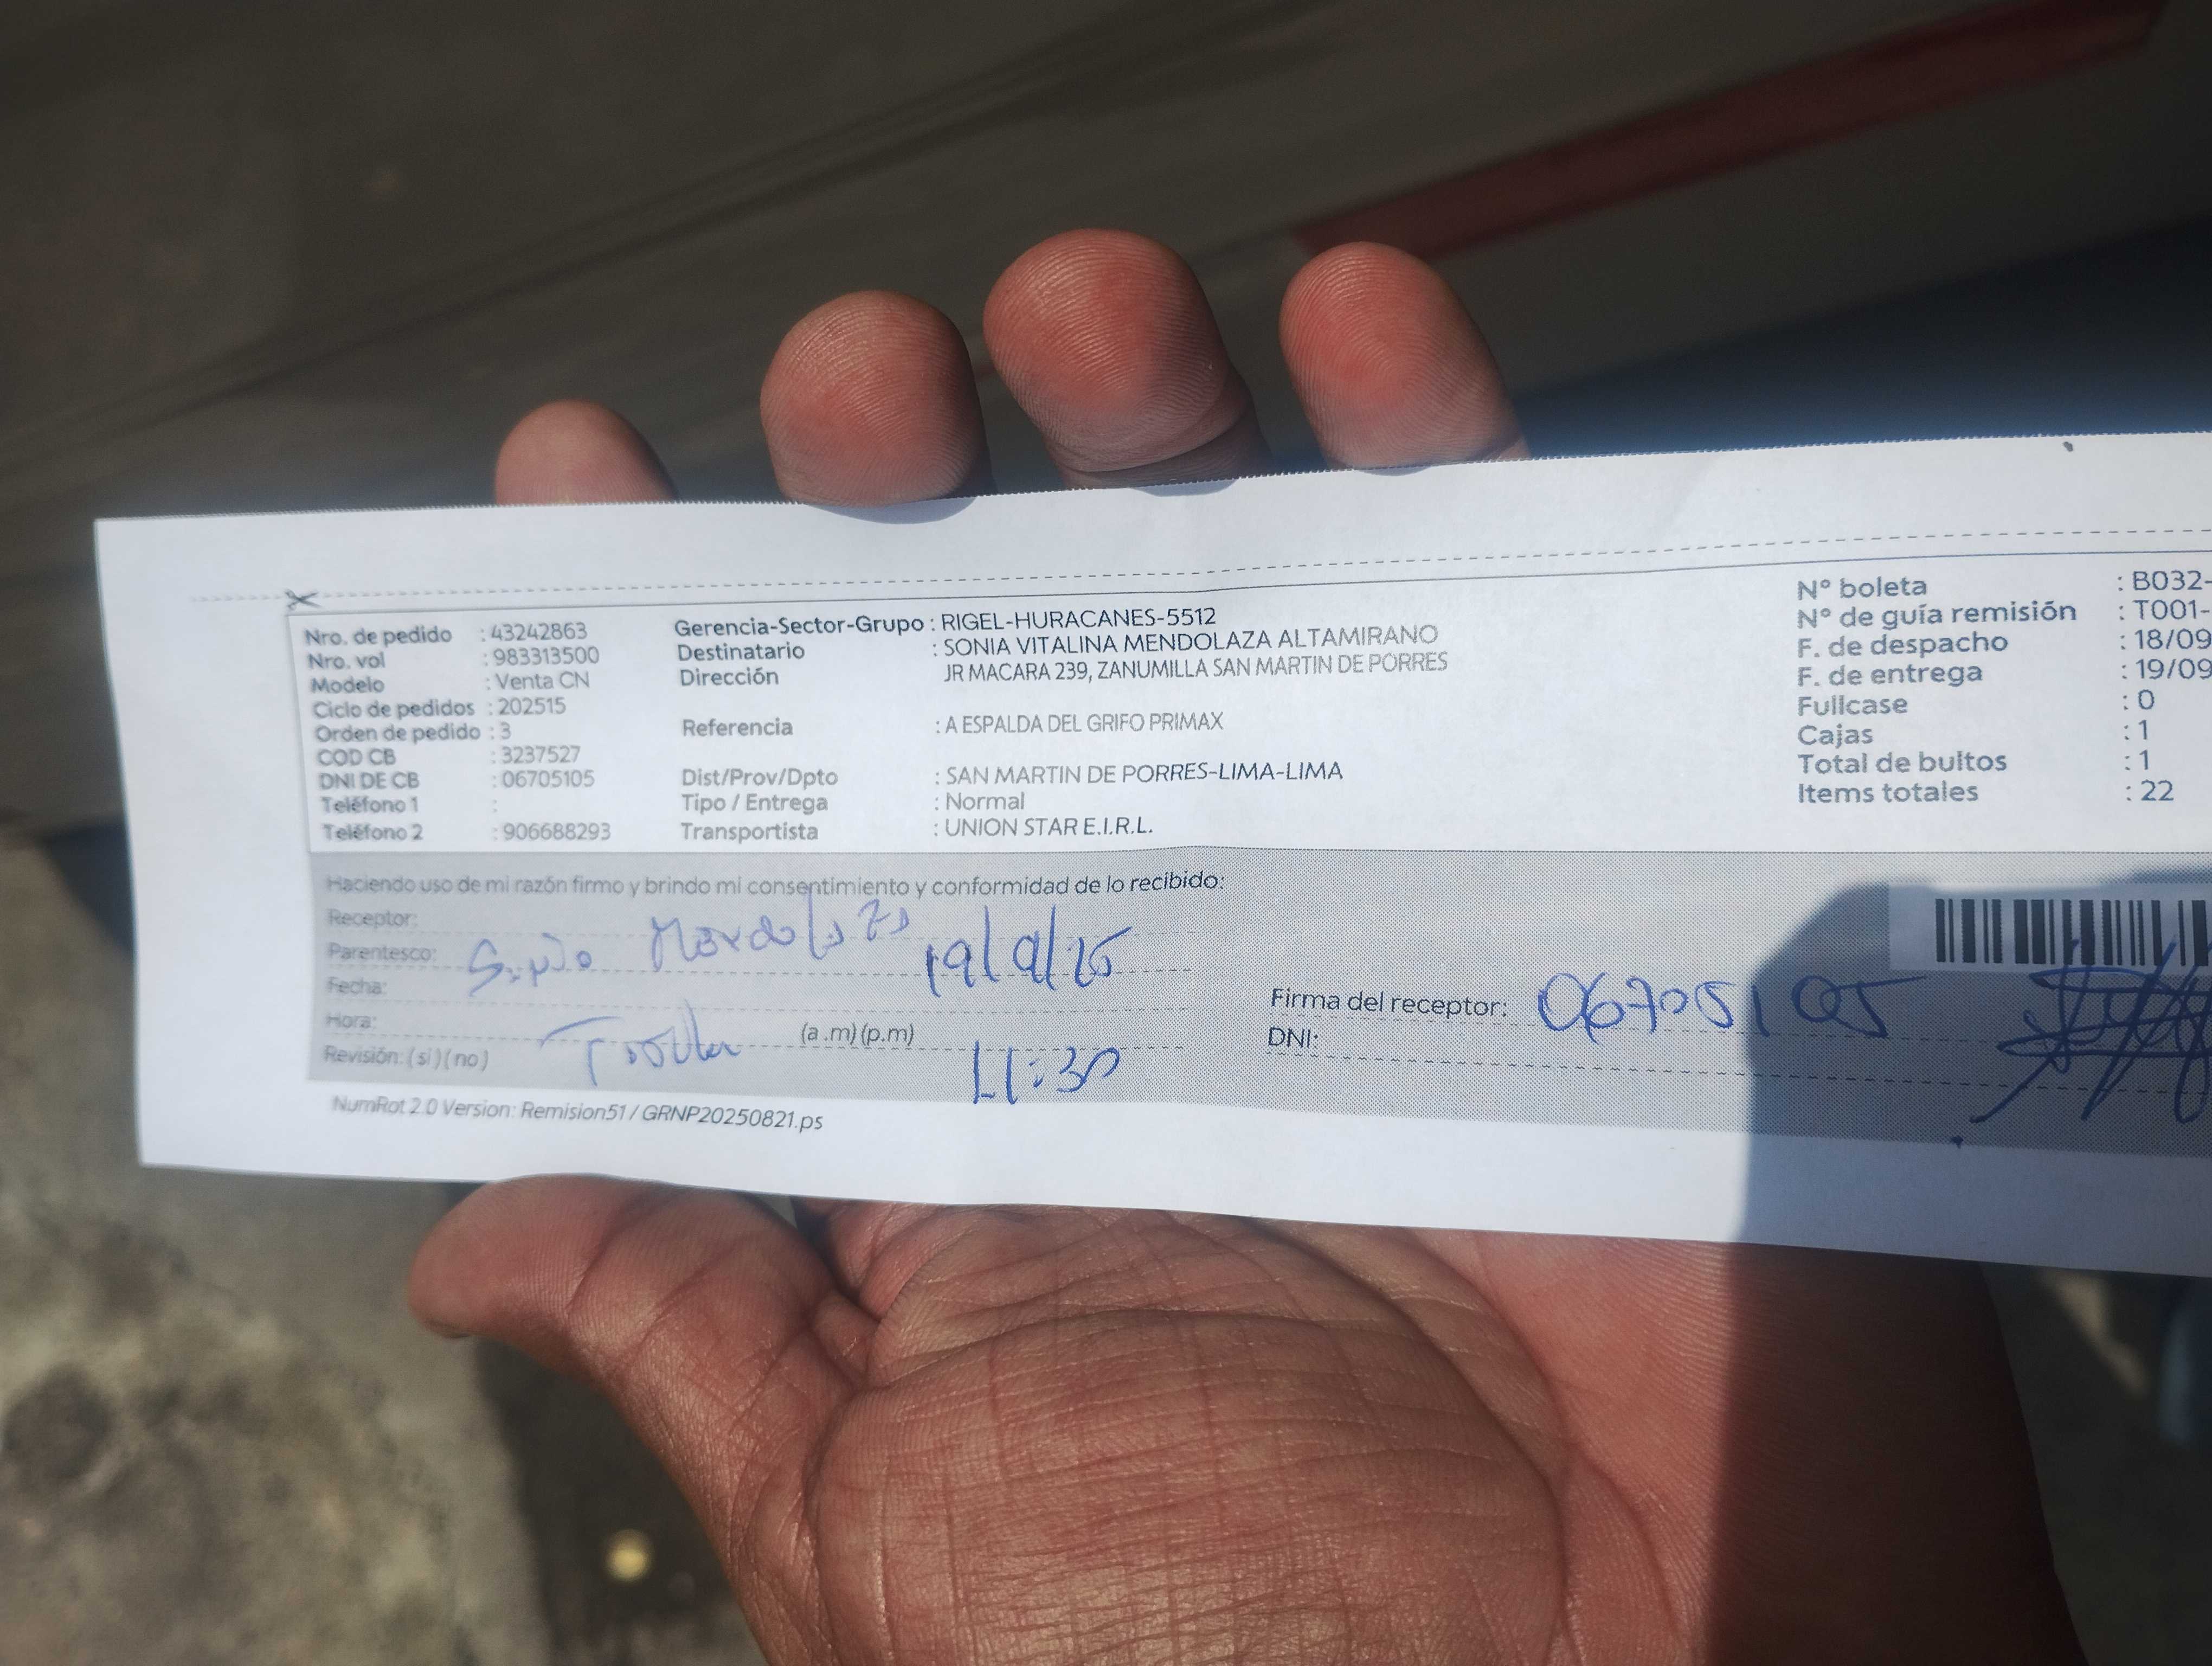 Nro. de pedido : 43242863
Nro. vol : 983313500
Modelo : Venta CN
Ciclo de pedidos : 202515
Orden de pedido : 3
COD CB : 3237527
DNI DE CB : 06705105
Teléfono 1 :
Teléfono 2 : 906688293
Gerencia-Sector-Grupo : RIGEL-HURACANES-5512
Destinatario : SONIA VITALINA MENDOLAZA ALTAMIRANO
Dirección JR MACARA 239, ZANUMILLA SAN MARTIN DE PORRES
Referencia : A ESPALDA DEL GRIFO PRIMAX
Dist/Prov/Dpto : SAN MARTIN DE PORRES-LIMA-LIMA
Tipo / Entrega : Normal
Transportista : UNION STAR E.I.R.L.
N° boleta : B032-
N° de guía remisión : T001-
F. de despacho : 18/09
F. de entrega : 19/09
Fullcase : 0
Cajas : 1
Total de bultos : 1
Items totales : 22
Haciendo uso de mi razón firmo y brindo mi consentimiento y conformidad de lo recibido:
Receptor:
Parentesco:
Fecha: 19/9/25
Hora: (a .m) (p.m) 11:30
Revisión: ( si ) ( no )
Firma del receptor: 06705105
DNI:
NumRot 2.0 Version: Remision51 / GRNP20250821.ps